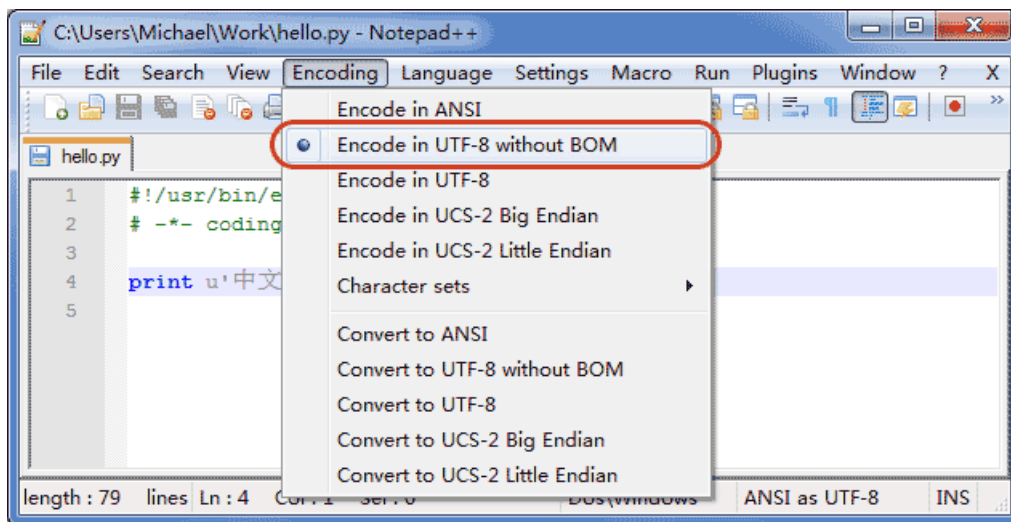 C:\Users\Michael\Work\hello.py - Notepad++
File Edit Search View Encoding Language Settings Macro Run Plugins Window ? X
Encode in ANSI
hello.py
Encode in UTF-8 without BOM
Encode in UTF-8
Encode in UCS-2 Big Endian
Encode in UCS-2 Little Endian
Character sets
Convert to ANSI
Convert to UTF-8 without BOM
Convert to UTF-8
Convert to UCS-2 Big Endian
Convert to UCS-2 Little Endian
1 #!/usr/bin/e
2 # -*- coding
3
4 print u'中文
5
length : 79 lines Ln : 4 ANSI as UTF-8 INS